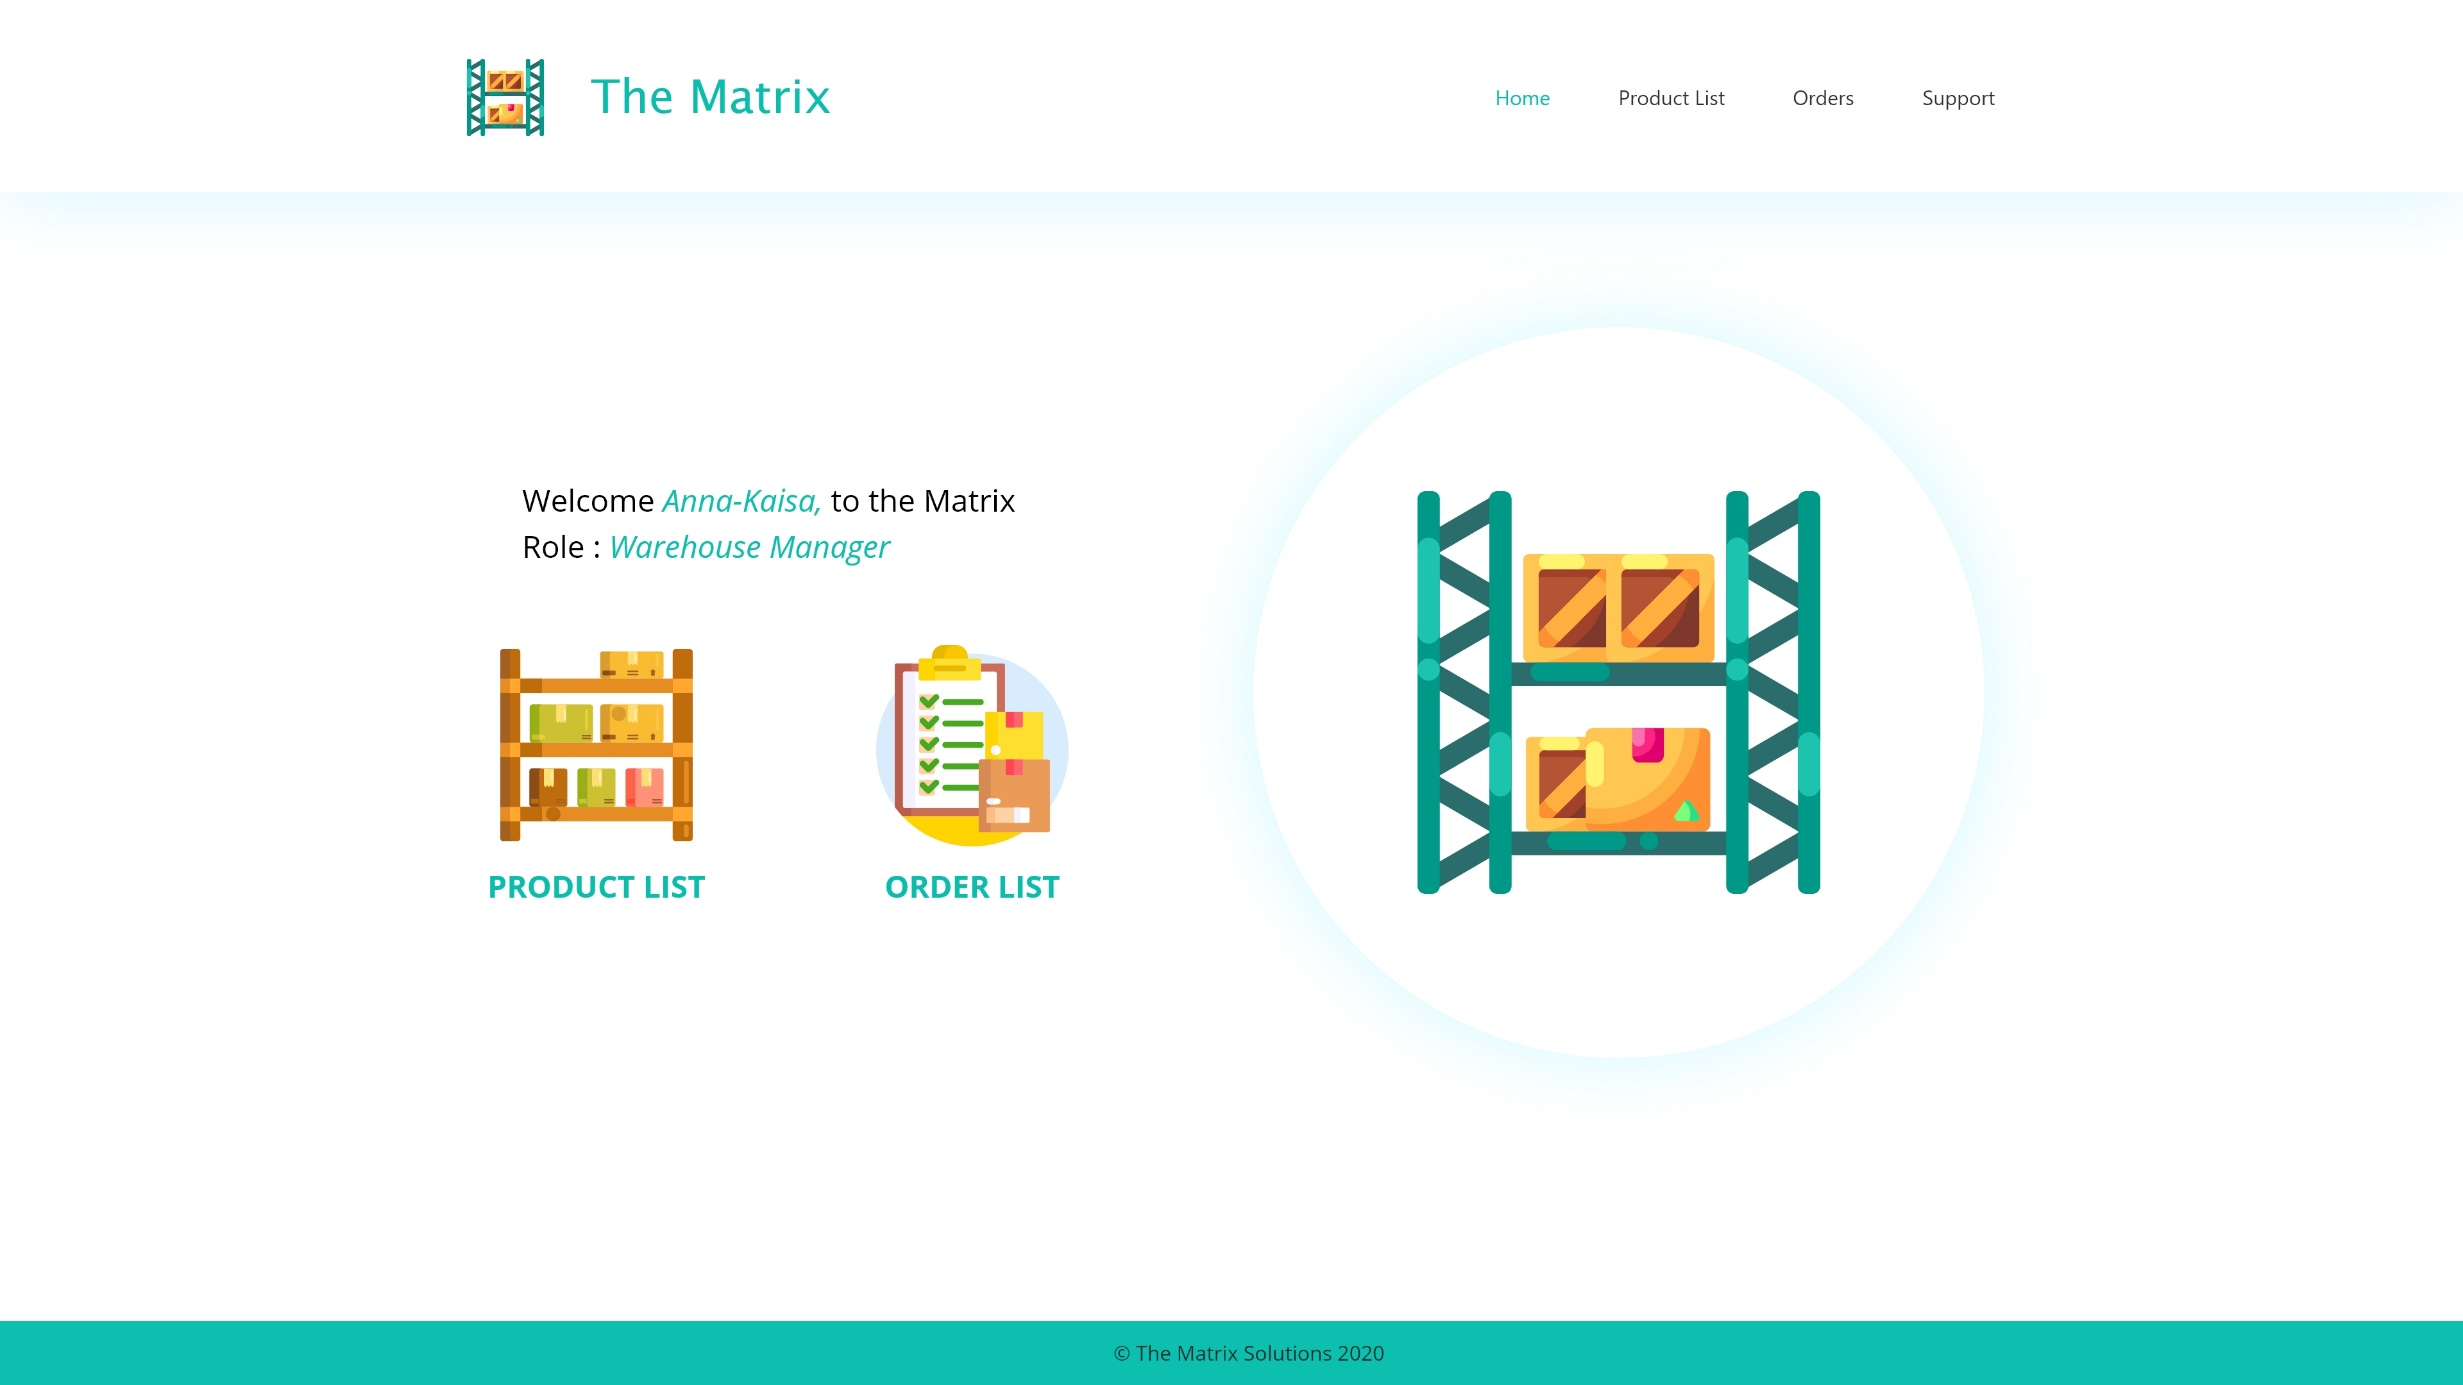 The Matrix
Home Product List Orders Support
Welcome Anna-Kaisa, to the Matrix
Role : Warehouse Manager
PRODUCT LIST ORDER LIST
© The Matrix Solutions 2020